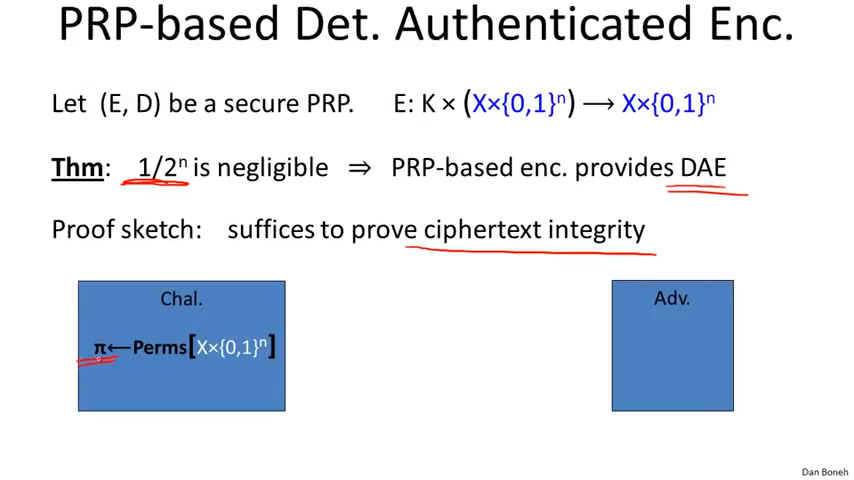 PRP-based Det. Authenticated Enc.
Let (E, D) be a secure PRP. E: K × (X×{0,1}ⁿ) ⟶ X×{0,1}ⁿ
Thm: 1/2ⁿ is negligible ⇒ PRP-based enc. provides DAE
Proof sketch: suffices to prove ciphertext integrity
Chal.
Adv.
π⟵Perms[X×{0,1}ⁿ]
Dan Boneh